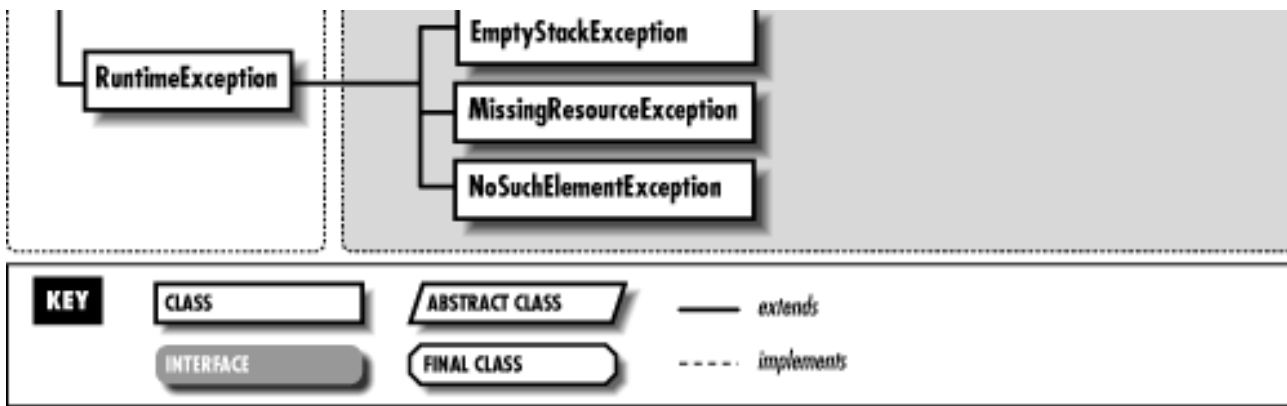 EmptyStackException
RuntimeException
MissingResourceException
NoSuchElementException
KEY
CLASS
ABSTRACT CLASS
extends
INTERFACE
FINAL CLASS
implements